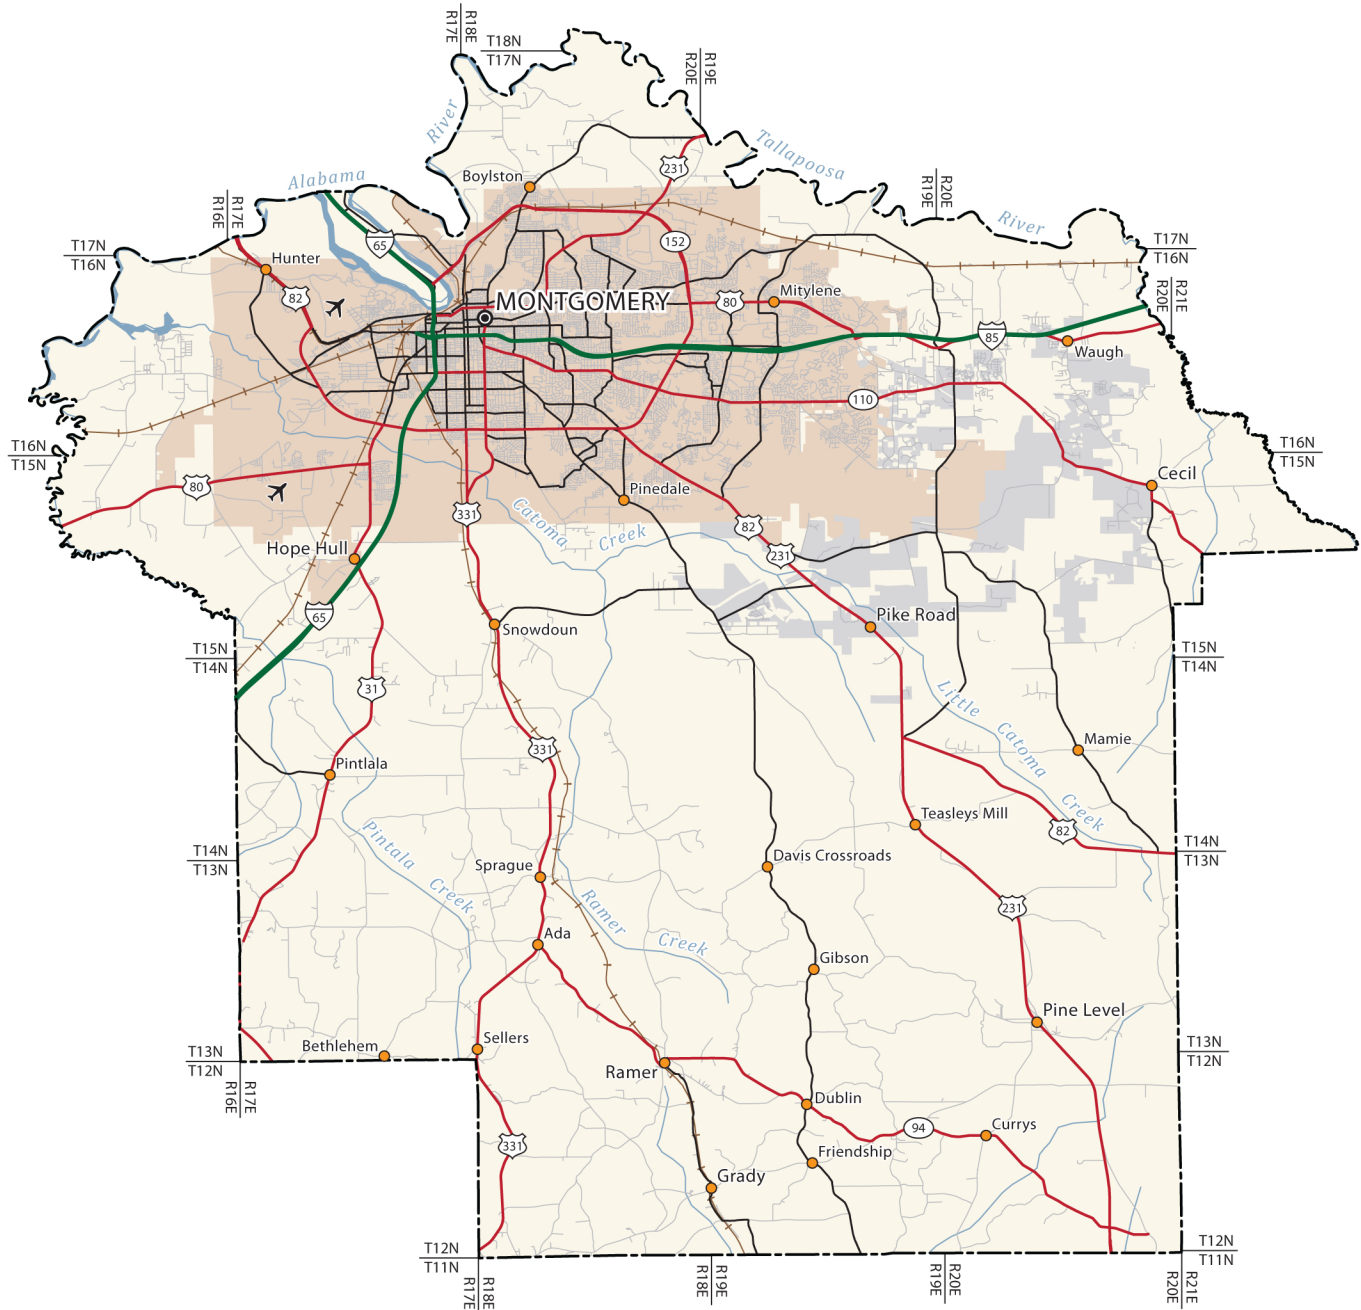 R18E
R17E
T18N
T17N
R19E
R20E
River
Tallapoosa
231
Boylston
Alabama
R20E
R19E
R17E
R16E
River
65
152
T17N
T16N
T17N
T16N
Hunter
82
MONTGOMERY
80
Mitylene
R21E
R20E
85
Waugh
110
T16N
T15N
T16N
T15N
80
Cecil
Pinedale
331
Catoma
Creek
82
231
Hope Hull
65
Snowdoun
Pike Road
T15N
T14N
T15N
T14N
31
Little
Catoma
Creek
331
Mamie
Pintlala
Teasleys Mill
82
T14N
T13N
T14N
T13N
Pintala
Creek
Sprague
Davis Crossroads
Ramer
Creek
231
Ada
Gibson
Pine Level
Bethlehem
Sellers
T13N
T12N
T13N
T12N
R17E
R16E
Ramer
Dublin
94
Currys
331
Friendship
Grady
T12N
T11N
T12N
T11N
R18E
R17E
R19E
R18E
R20E
R19E
R21E
R20E